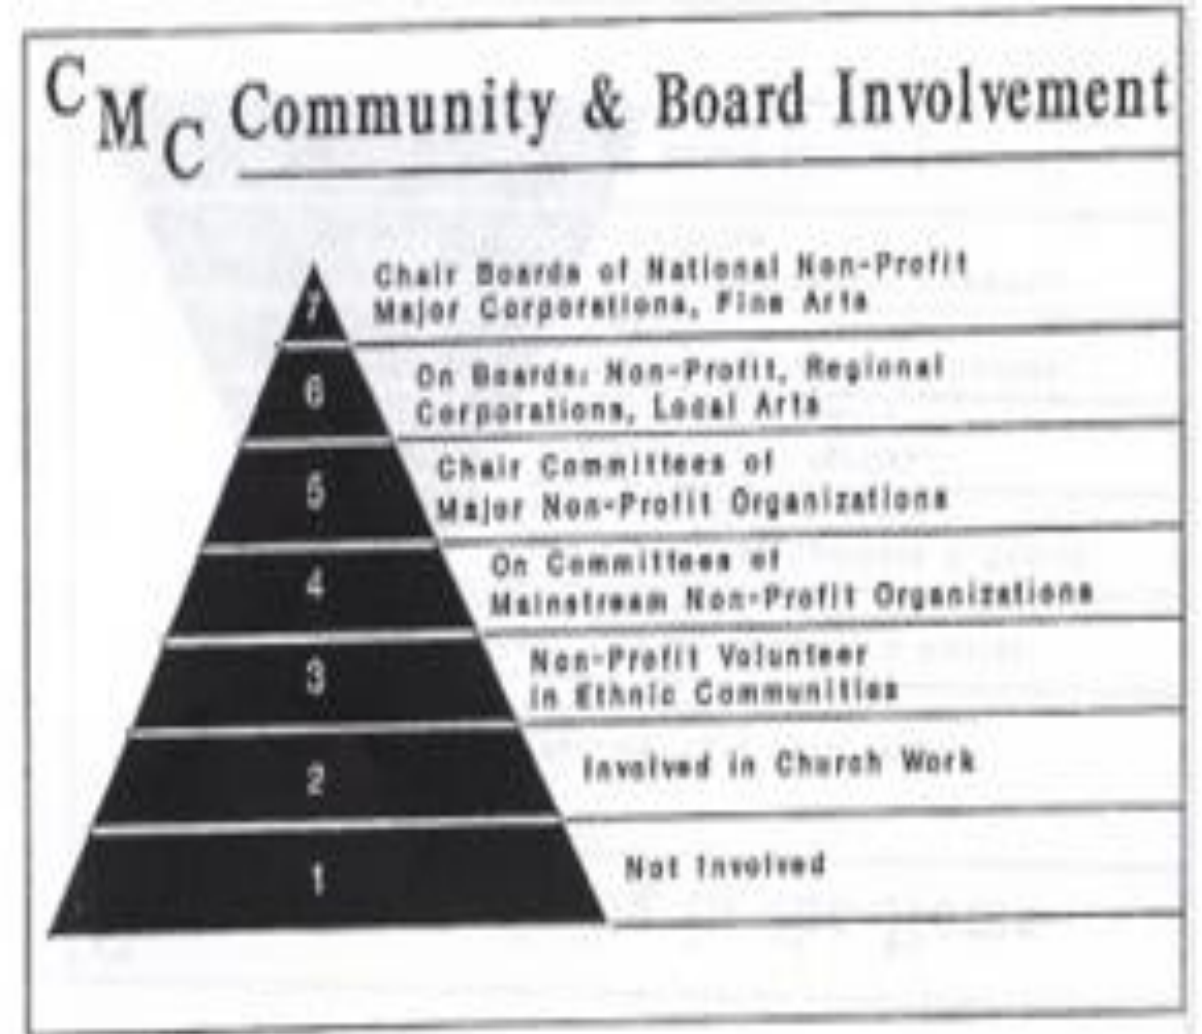 CMC Community & Board Involvement
7 Chair Boards of National Non-Profit
Major Corporations, Fine Arts
6 On Boards: Non-Profit, Regional
Corporations, Local Arts
5 Chair Committees of
Major Non-Profit Organizations
4 On Committees of
Mainstream Non-Profit Organizations
3 Non-Profit Volunteer
in Ethnic Communities
2 Involved in Church Work
1 Not Involved